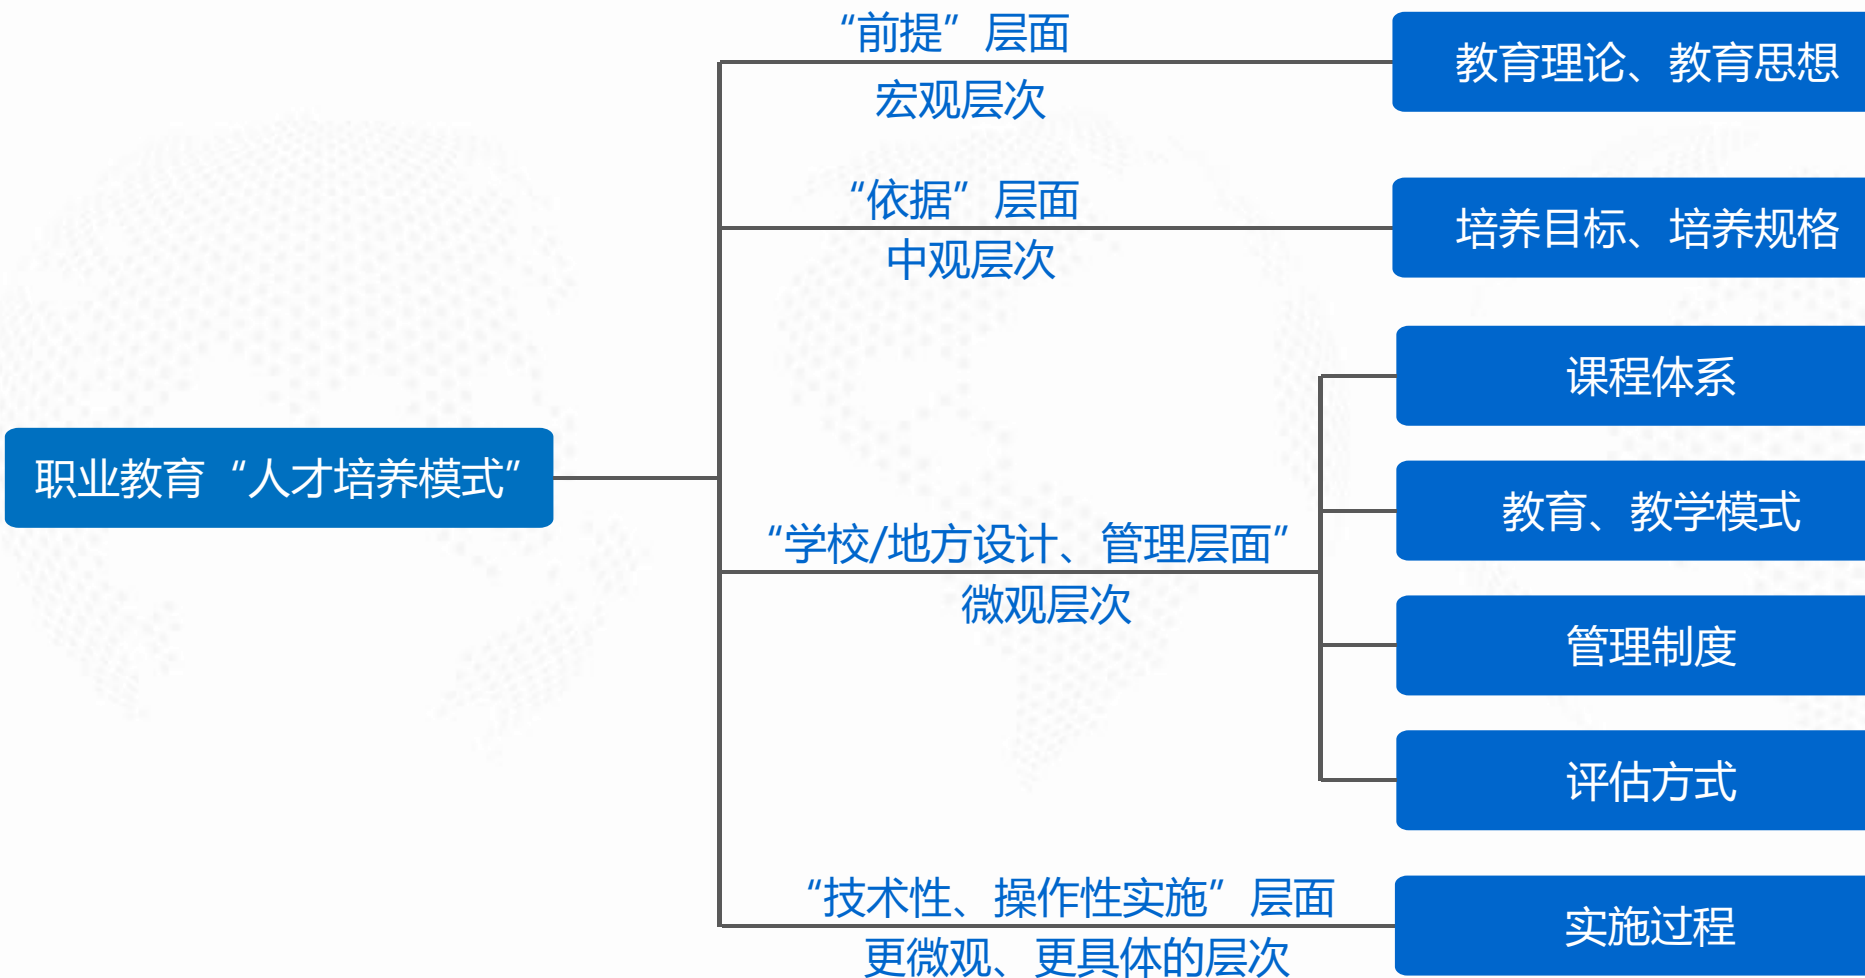 “前提”层面
宏观层次
教育理论、教育思想
“依据”层面
中观层次
培养目标、培养规格
职业教育“人才培养模式”
“学校/地方设计、管理层面”
微观层次
课程体系
教育、教学模式
管理制度
评估方式
“技术性、操作性实施”层面
更微观、更具体的层次
实施过程